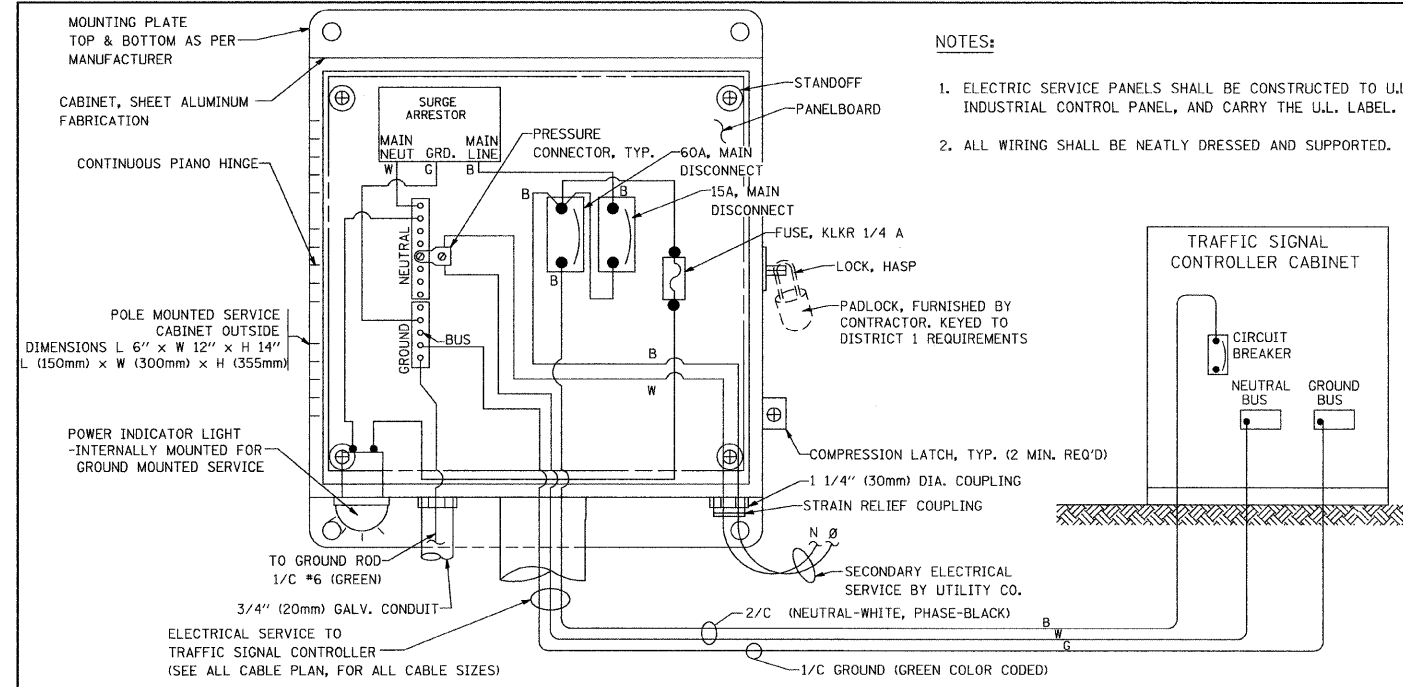 MOUNTING PLATE
TOP & BOTTOM AS PER
MANUFACTURER
CABINET, SHEET ALUMINUM
FABRICATION
CONTINUOUS PIANO HINGE
POLE MOUNTED SERVICE
CABINET OUTSIDE
DIMENSIONS L 6" x W 12" x H 14"
L (150mm) x W (300mm) x H (355mm)
POWER INDICATOR LIGHT
-INTERNALLY MOUNTED FOR
GROUND MOUNTED SERVICE
SURGE
ARRESTOR
MAIN
NEUT
GRD.
MAIN
LINE
W
G
B
NEUTRAL
GROUND
BUS
PRESSURE
CONNECTOR, TYP.
60A, MAIN
DISCONNECT
15A, MAIN
DISCONNECT
B
B
B
B
W
STANDOFF
PANELBOARD
FUSE, KLKR 1/4 A
LOCK, HASP
PADLOCK, FURNISHED BY
CONTRACTOR. KEYED TO
DISTRICT 1 REQUIREMENTS
COMPRESSION LATCH, TYP. (2 MIN. REQ'D)
1 1/4" (30mm) DIA. COUPLING
STRAIN RELIEF COUPLING
N Ø
SECONDARY ELECTRICAL
SERVICE BY UTILITY CO.
TO GROUND ROD
1/C #6 (GREEN)
3/4" (20mm) GALV. CONDUIT
ELECTRICAL SERVICE TO
TRAFFIC SIGNAL CONTROLLER
(SEE ALL CABLE PLAN, FOR ALL CABLE SIZES)
2/C (NEUTRAL-WHITE, PHASE-BLACK)
B
W
G
1/C GROUND (GREEN COLOR CODED)
NOTES:
1. ELECTRIC SERVICE PANELS SHALL BE CONSTRUCTED TO U.L
INDUSTRIAL CONTROL PANEL, AND CARRY THE U.L. LABEL.
2. ALL WIRING SHALL BE NEATLY DRESSED AND SUPPORTED.
TRAFFIC SIGNAL
CONTROLLER CABINET
CIRCUIT
BREAKER
NEUTRAL
BUS
GROUND
BUS